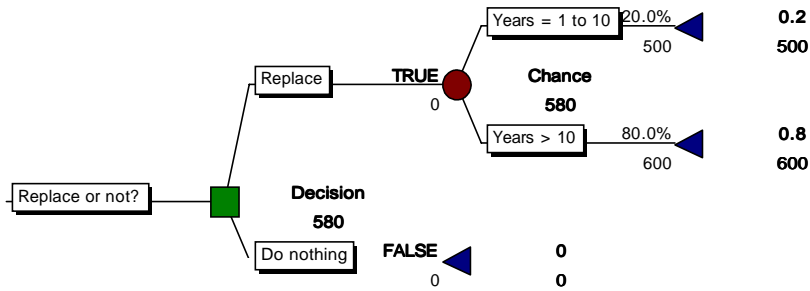 Years = 1 to 10 20.0% 0.2
500 500
Replace TRUE Chance
0 580
Years > 10 80.0% 0.8
600 600
Replace or not? Decision
580
Do nothing FALSE 0
0 0